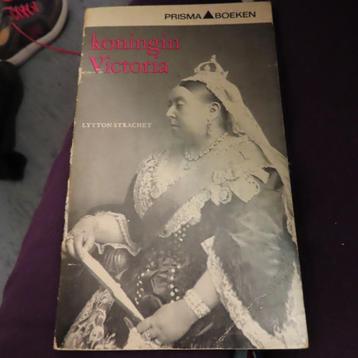 PRISMA BOEKEN
koningin
Victoria
LYTTON STRACHEY